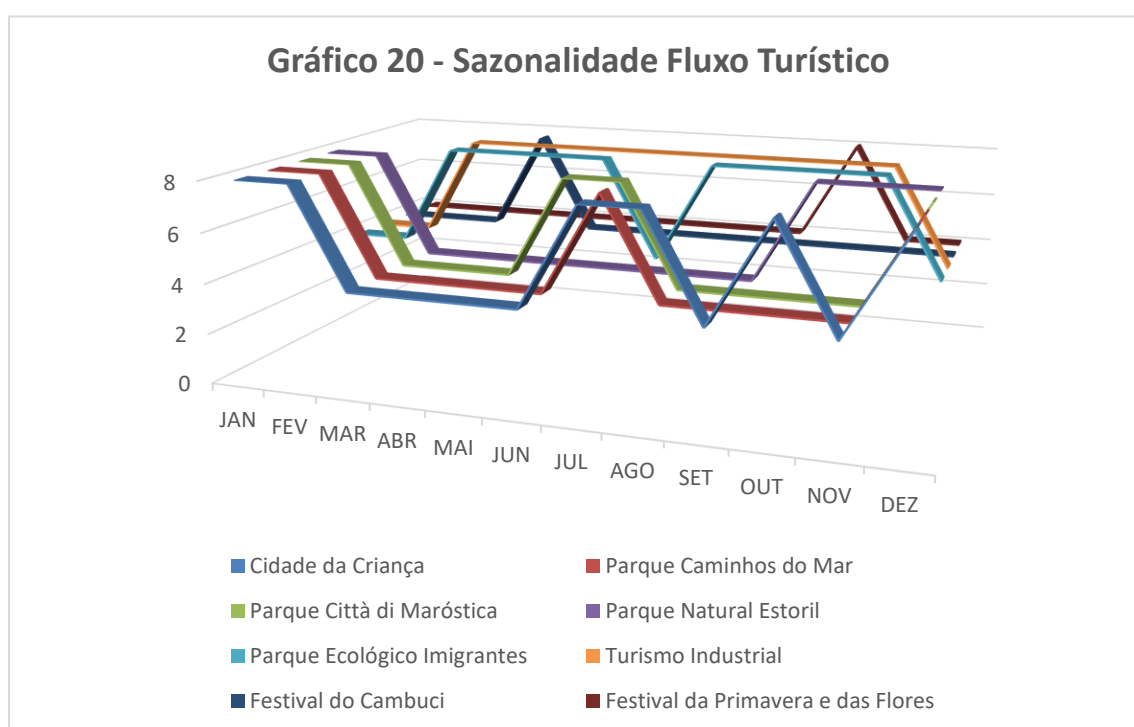 Gráfico 20 - Sazonalidade Fluxo Turístico
8
6
4
2
0
JAN FEV MAR ABR MAI JUN JUL AGO SET OUT NOV DEZ
Cidade da Criança Parque Caminhos do Mar
Parque Città di Maróstica Parque Natural Estoril
Parque Ecológico Imigrantes Turismo Industrial
Festival do Cambuci Festival da Primavera e das Flores